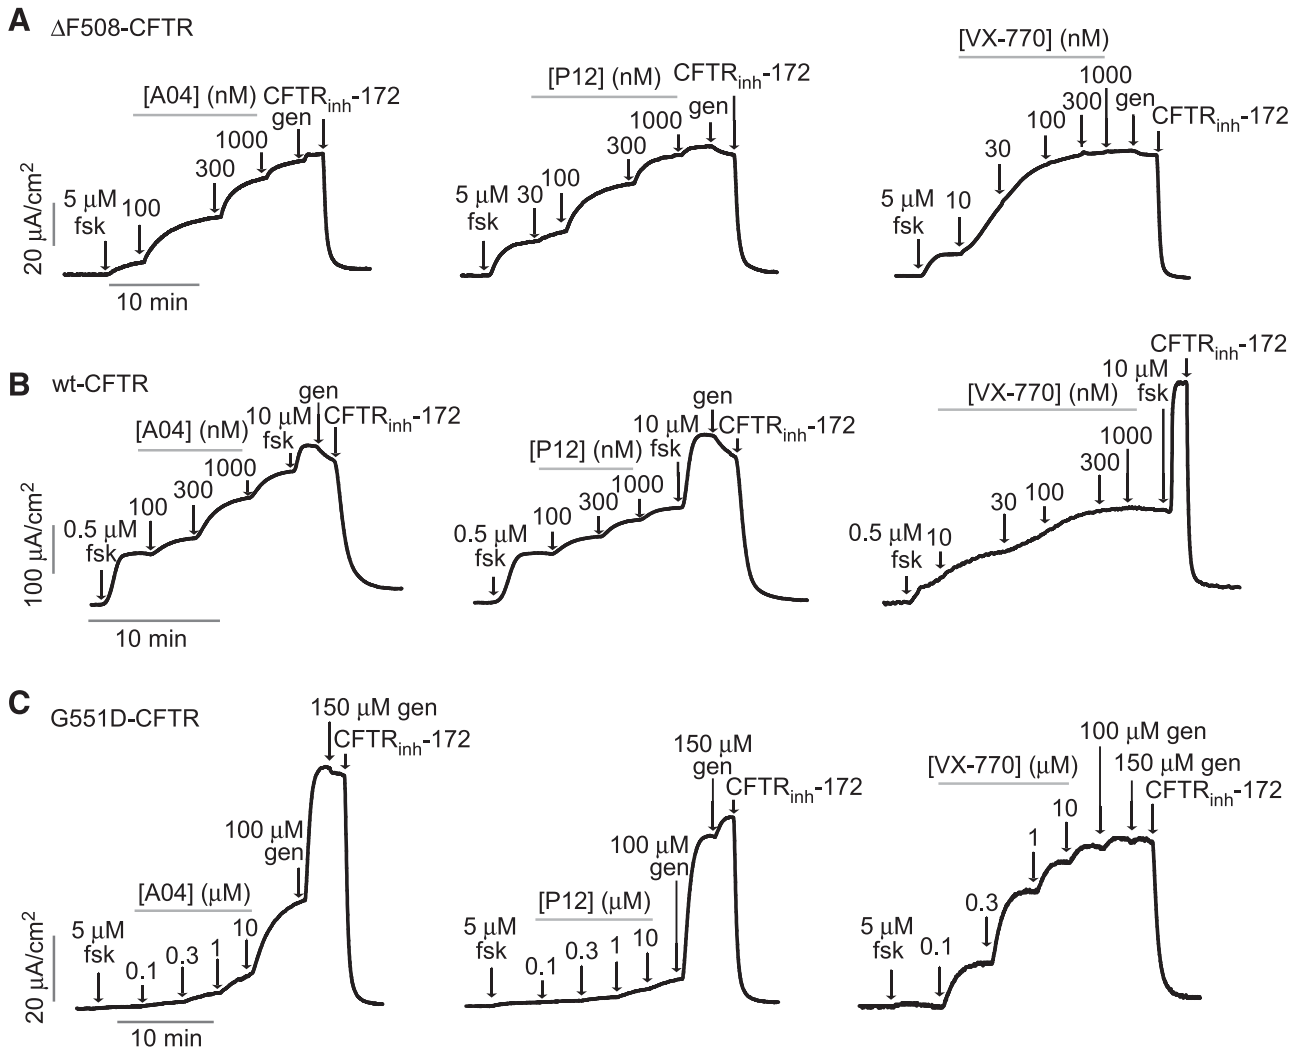 A
ΔF508-CFTR
[A04] (nM)
CFTRinh-172
gen
1000
300
100
5 μM
fsk
20 μA/cm2
10 min
[P12] (nM)
CFTRinh-172
gen
1000
300
100
30
5 μM
fsk
[VX-770] (nM)
1000
300
gen
CFTRinh-172
100
30
10
5 μM
fsk
B
wt-CFTR
gen
[A04] (nM)
10 μM
fsk
CFTRinh-172
1000
300
100
0.5 μM
fsk
100 μA/cm2
10 min
gen
10 μM
fsk
CFTRinh-172
[P12] (nM)
1000
300
100
0.5 μM
fsk
CFTRinh-172
10 μM
fsk
[VX-770] (nM)
1000
300
100
30
10
0.5 μM
fsk
C
G551D-CFTR
150 μM gen
CFTRinh-172
100 μM
gen
[A04] (μM)
10
1
0.3
0.1
5 μM
fsk
20 μA/cm2
10 min
150 μM
gen
CFTRinh-172
100 μM
gen
[P12] (μM)
10
1
0.3
0.1
5 μM
fsk
100 μM gen
[VX-770] (μM)
150 μM gen
CFTRinh-172
10
1
0.3
0.1
5 μM
fsk